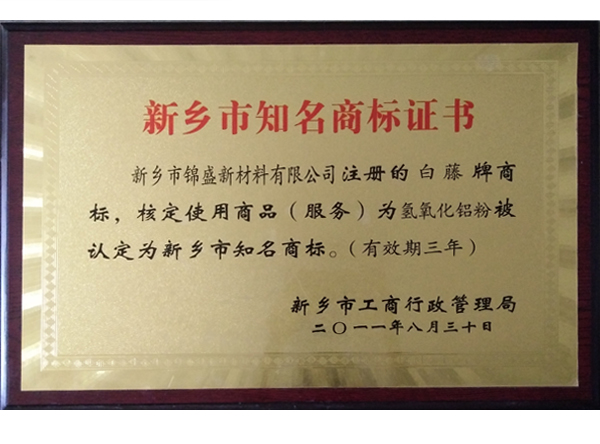 新乡市知名商标证书
新乡市锦盛新材料有限公司注册的白藤牌商
标，核定使用商品（服务）为氢氧化铝粉被
认定为新乡市知名商标。（有效期三年）
新乡市工商行政管理局
二〇一一年八月三十日